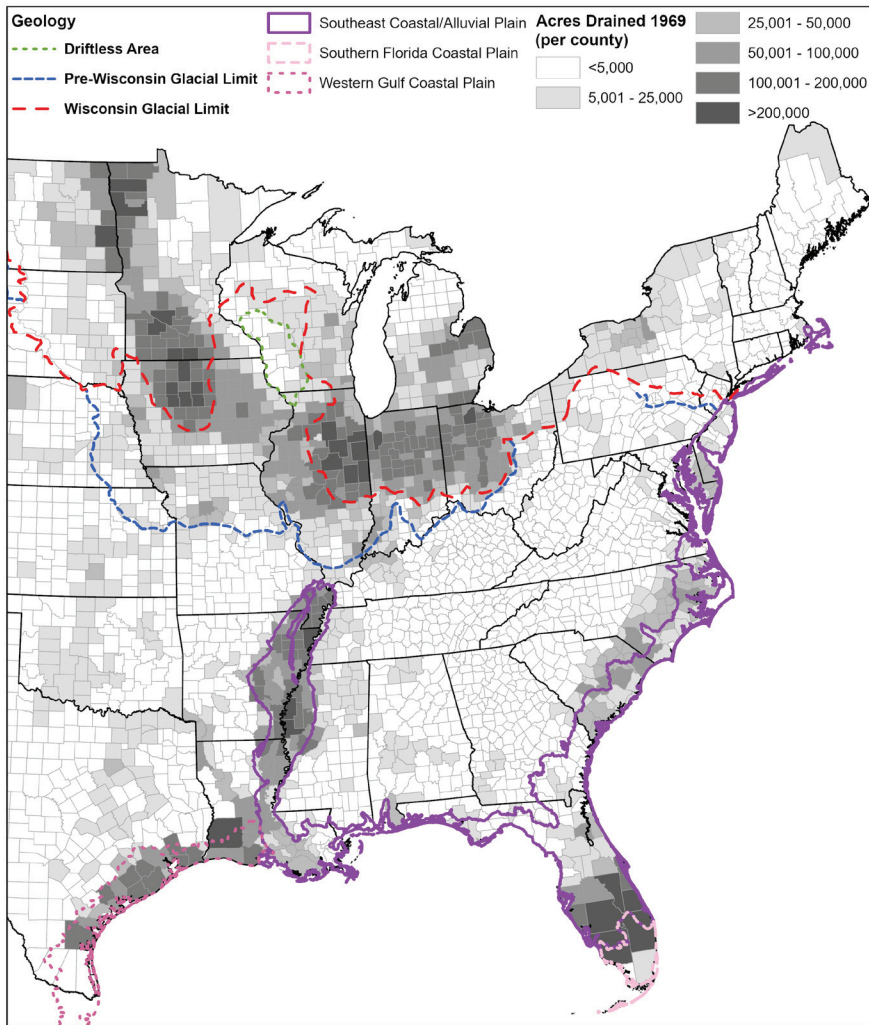 Geology
Driftless Area
Pre-Wisconsin Glacial Limit
Wisconsin Glacial Limit
Southeast Coastal/Alluvial Plain
Southern Florida Coastal Plain
Western Gulf Coastal Plain
Acres Drained 1969
(per county)
<5,000
5,001 - 25,000
25,001 - 50,000
50,001 - 100,000
100,001 - 200,000
>200,000